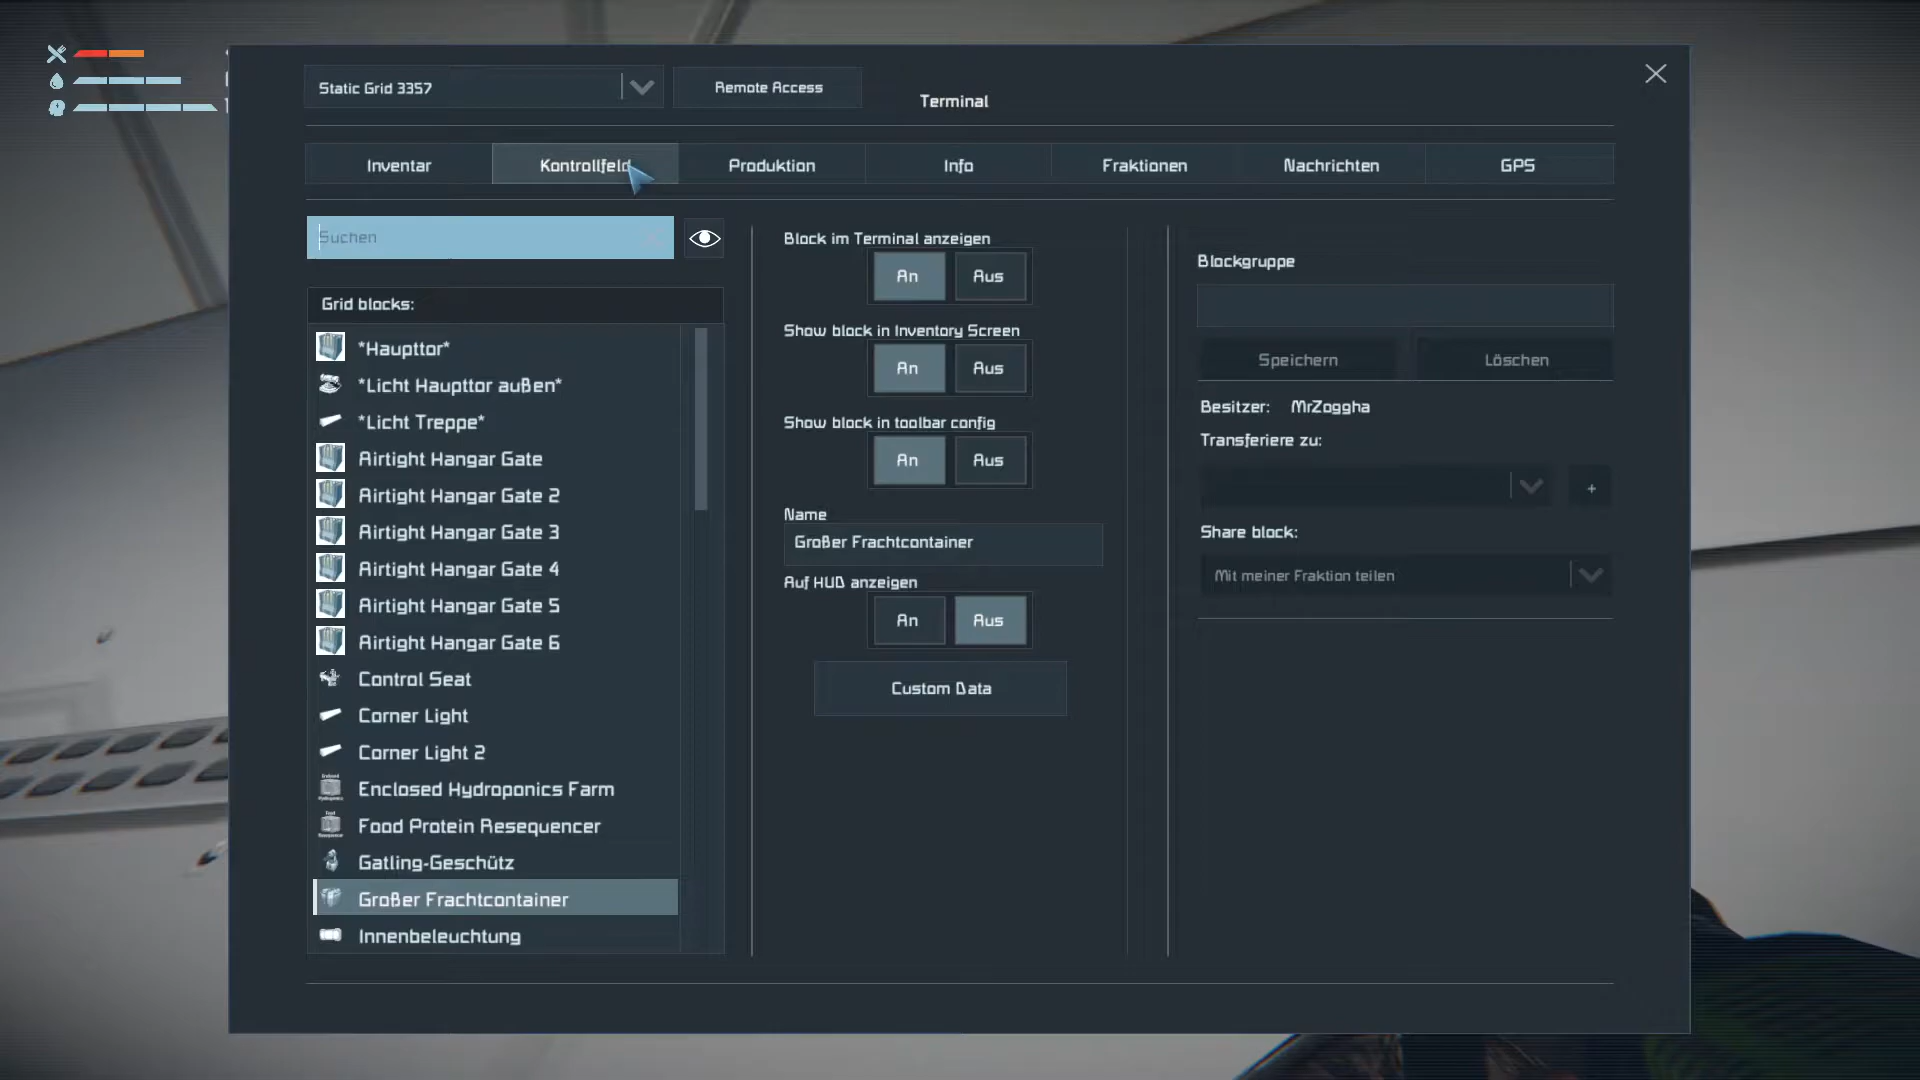 Static Grid 3357
Remote Access
Terminal
Inventar
Kontrollfeld
Produktion
Info
Fraktionen
Nachrichten
GPS
Suchen
Grid blocks:
*Haupttor*
*Licht Haupttor außen*
*Licht Treppe*
Airtight Hangar Gate
Airtight Hangar Gate 2
Airtight Hangar Gate 3
Airtight Hangar Gate 4
Airtight Hangar Gate 5
Airtight Hangar Gate 6
Control Seat
Corner Light
Corner Light 2
Enclosed Hydroponics Farm
Food Protein Resequencer
Gatling-Geschütz
Großer Frachtcontainer
Innenbeleuchtung
Block im Terminal anzeigen
An Aus
Show block in Inventory Screen
An Aus
Show block in toolbar config
An Aus
Name
Großer Frachtcontainer
Auf HUD anzeigen
An Aus
Custom Data
Blockgruppe
Speichern
Löschen
Besitzer: MrZoggha
Transferiere zu:
+
Share block:
Mit meiner Fraktion teilen